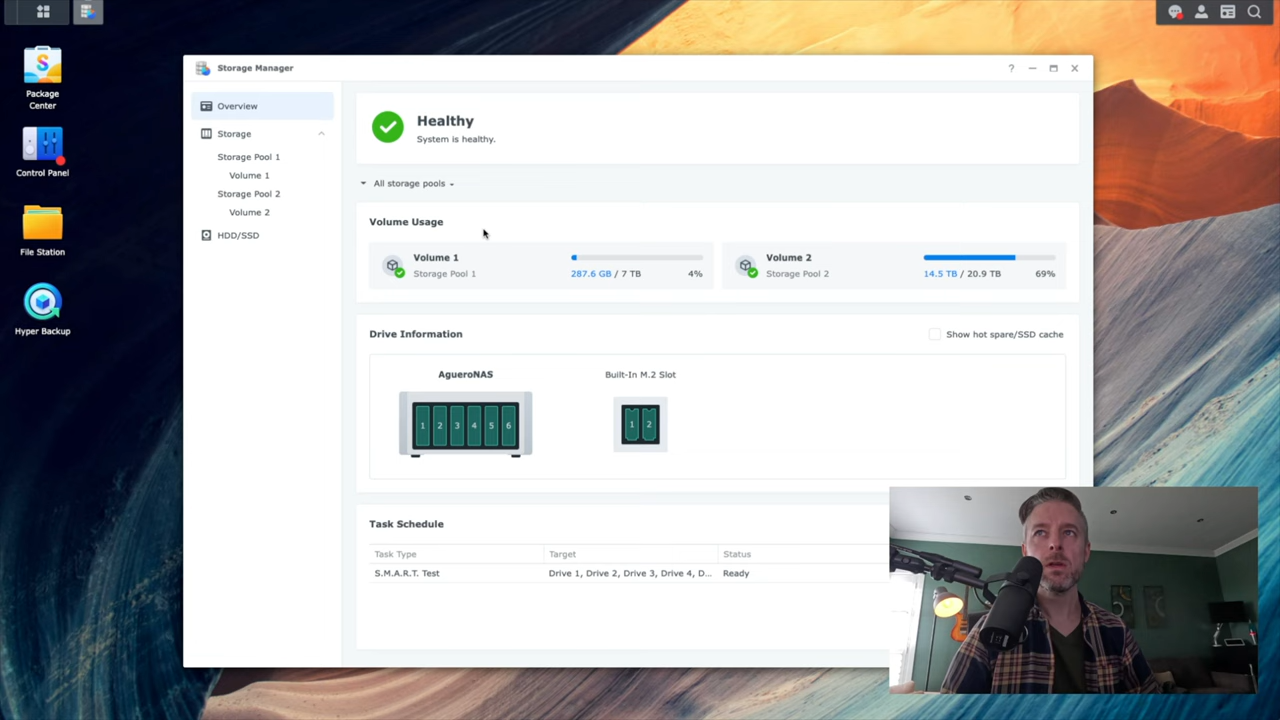 Package
Center
Control Panel
File Station
Hyper Backup
Storage Manager
?
Overview
Storage
Storage Pool 1
Volume 1
Storage Pool 2
Volume 2
HDD/SSD
Healthy
System is healthy.
All storage pools
Volume Usage
Volume 1
Storage Pool 1
287.6 GB / 7 TB
4%
Volume 2
Storage Pool 2
14.5 TB / 20.9 TB
69%
Drive Information
Show hot spare/SSD cache
AgueroNAS
1 2 3 4 5 6
Built-In M.2 Slot
1 2
Task Schedule
Task Type Target Status
S.M.A.R.T. Test Drive 1, Drive 2, Drive 3, Drive 4, D... Ready